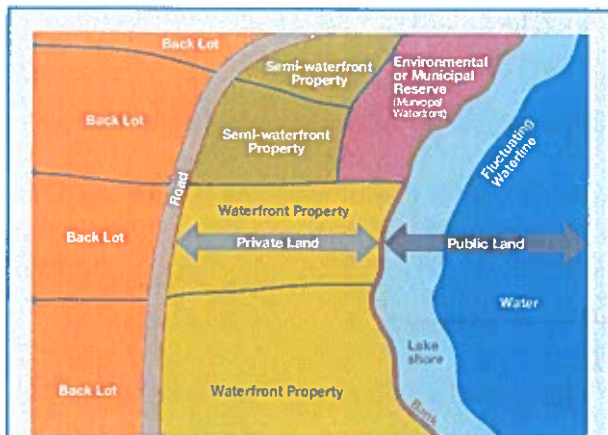 Back Lot
Semi-waterfront
Property
Environmental
or Municipal
Reserve
(Municipal
Waterfront)
Back Lot
Semi-waterfront
Property
Fluctuating
Waterline
Road
Waterfront Property
Back Lot
Private Land
Public Land
Water
Lake
shore
Back Lot
Waterfront Property
Bank